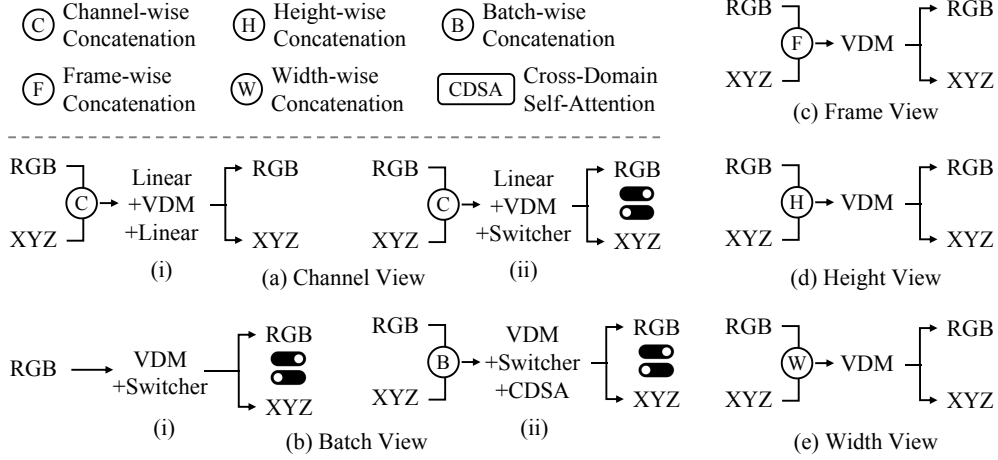 C Channel-wise Concatenation
H Height-wise Concatenation
B Batch-wise Concatenation
F Frame-wise Concatenation
W Width-wise Concatenation
CDSA Cross-Domain Self-Attention
RGB
XYZ
F
VDM
RGB
XYZ
(c) Frame View
RGB
XYZ
C
Linear
+VDM
+Linear
RGB
XYZ
(i)
RGB
XYZ
C
Linear
+VDM
+Switcher
RGB
XYZ
(ii)
(a) Channel View
RGB
XYZ
H
VDM
RGB
XYZ
(d) Height View
RGB
VDM
+Switcher
RGB
XYZ
(i)
RGB
XYZ
B
VDM
+Switcher
+CDSA
RGB
XYZ
(ii)
(b) Batch View
RGB
XYZ
W
VDM
RGB
XYZ
(e) Width View